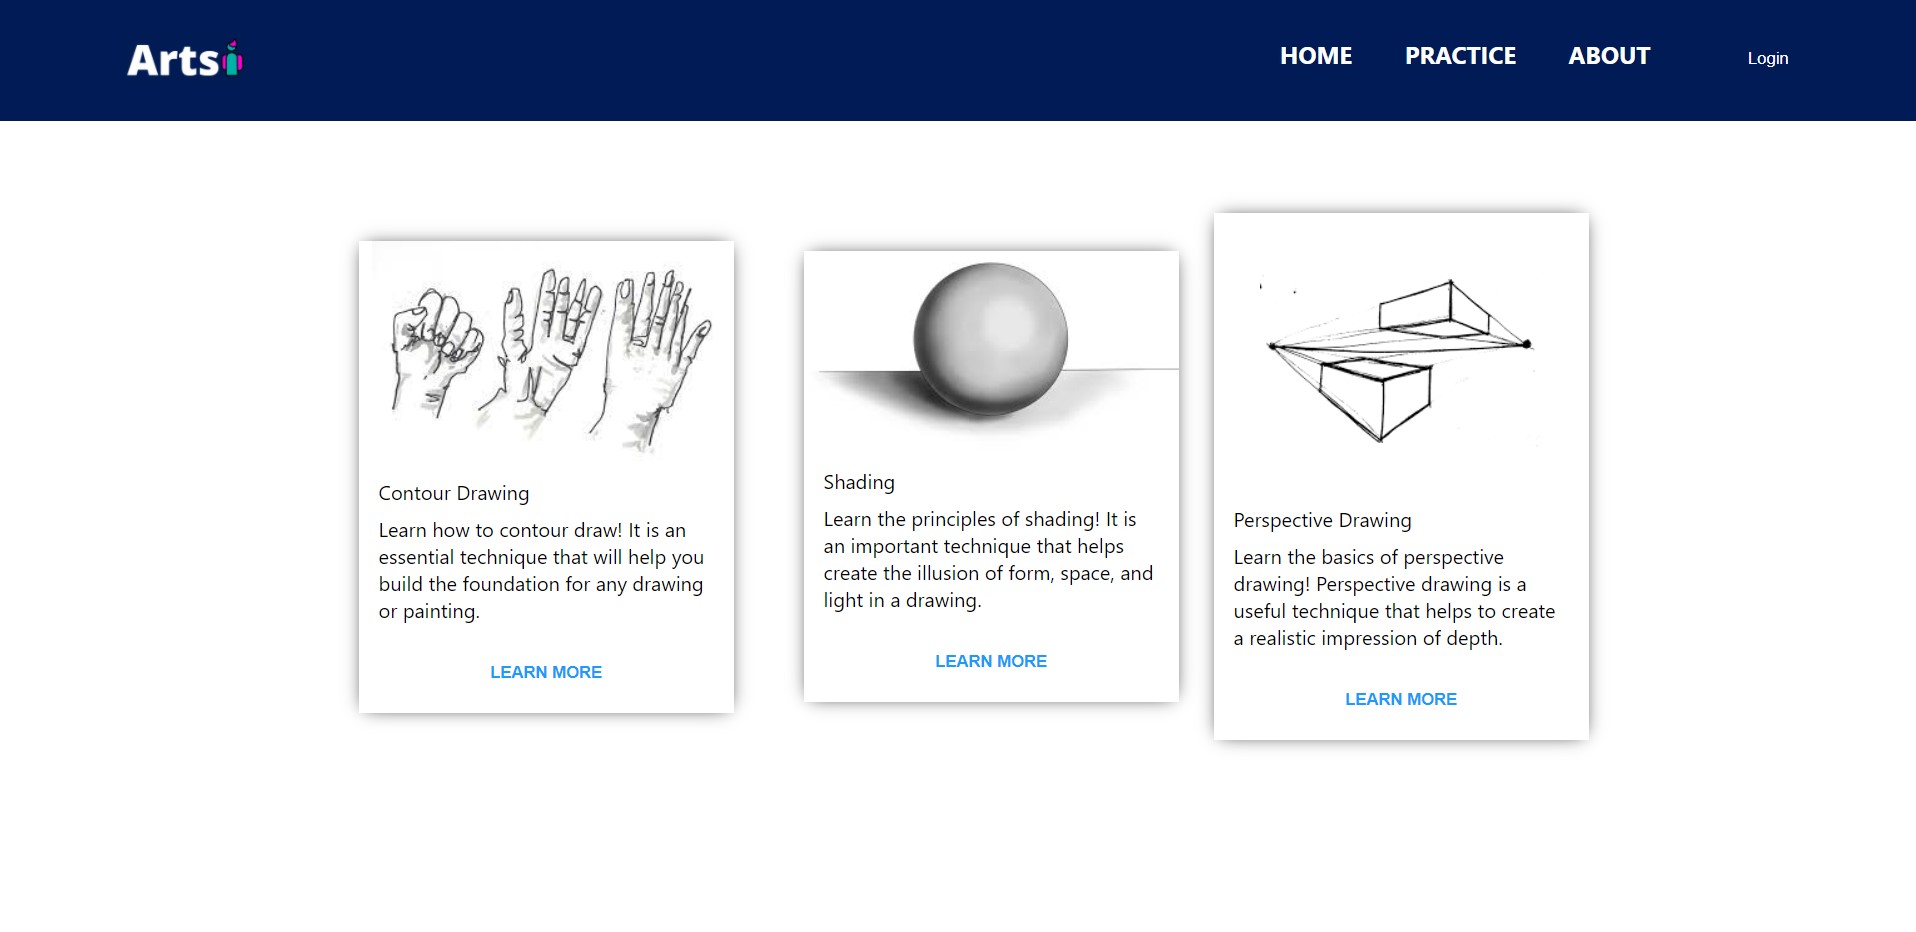 Artsi
HOME PRACTICE ABOUT Login
Contour Drawing
Learn how to contour draw! It is an
essential technique that will help you
build the foundation for any drawing
or painting.
LEARN MORE
Shading
Learn the principles of shading! It is
an important technique that helps
create the illusion of form, space, and
light in a drawing.
LEARN MORE
Perspective Drawing
Learn the basics of perspective
drawing! Perspective drawing is a
useful technique that helps to create
a realistic impression of depth.
LEARN MORE